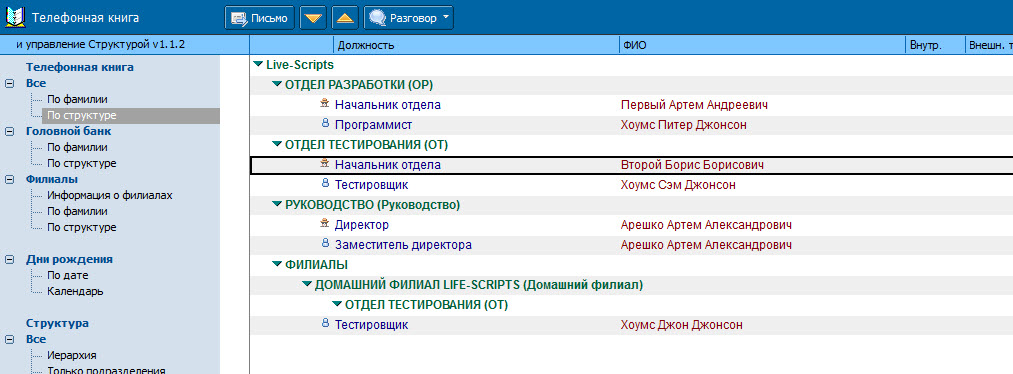 Телефонная книга
Письмо
Разговор
и управление Структурой v1.1.2
Должность ФИО Внутр. Внешн. т
Телефонная книга
Все
По фамилии
По структуре
Головной банк
По фамилии
По структуре
Филиалы
Информация о филиалах
По фамилии
По структуре
Дни рождения
По дате
Календарь
Структура
Все
Иерархия
Только подразделения
Live-Scripts
ОТДЕЛ РАЗРАБОТКИ (ОР)
Начальник отдела Первый Артем Андреевич
Программист Хоумс Питер Джонсон
ОТДЕЛ ТЕСТИРОВАНИЯ (ОТ)
Начальник отдела Второй Борис Борисович
Тестировщик Хоумс Сэм Джонсон
РУКОВОДСТВО (Руководство)
Директор Арешко Артем Александрович
Заместитель директора Арешко Артем Александрович
ФИЛИАЛЫ
ДОМАШНИЙ ФИЛИАЛ LIFE-SCRIPTS (Домашний филиал)
ОТДЕЛ ТЕСТИРОВАНИЯ (ОТ)
Тестировщик Хоумс Джон Джонсон